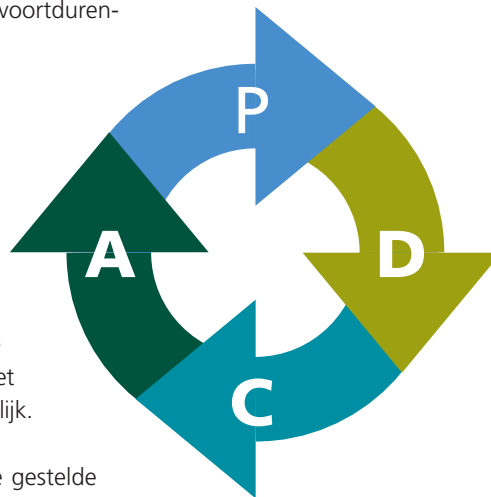 voortduren-
P
D
A
C
et
lijk.
e gestelde